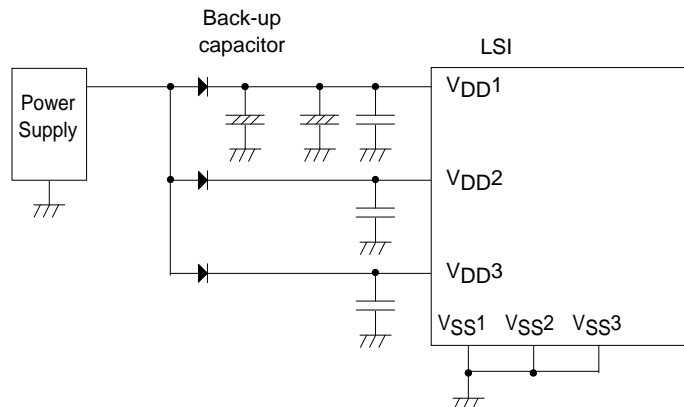 Back-up
capacitor
LSI
Power
Supply
VDD1
VDD2
VDD3
VSS1 VSS2 VSS3